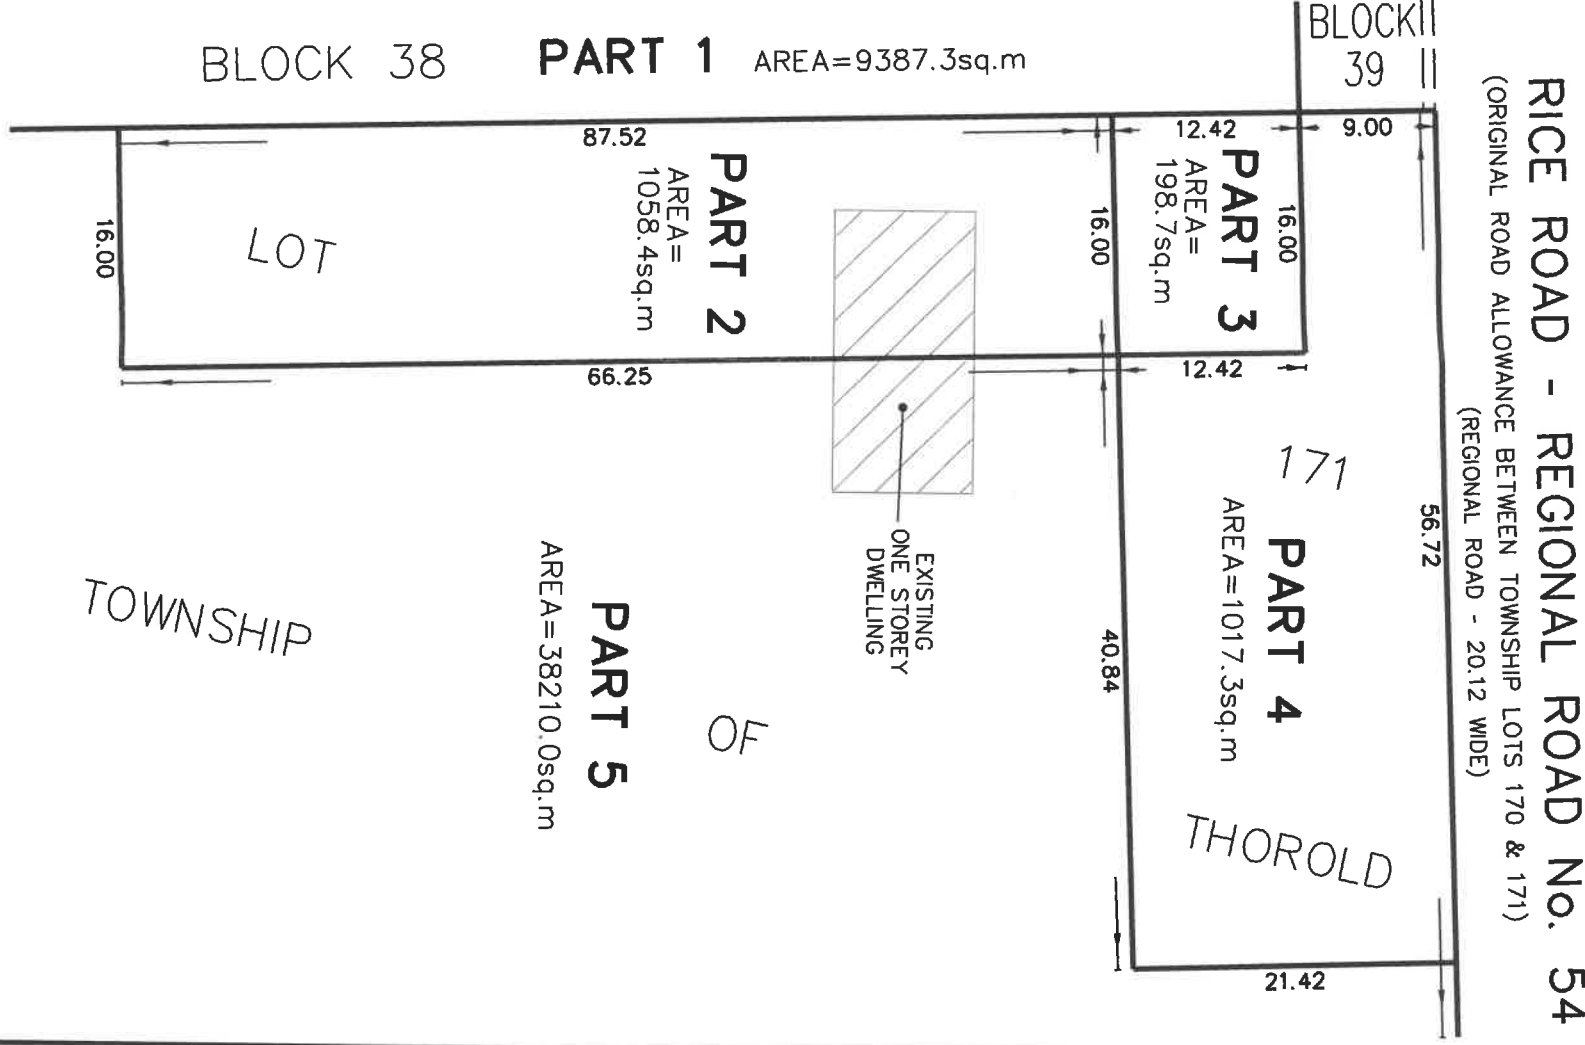 BLOCK 38 PART 1 AREA=9387.3sq.m
BLOCK
39
RICE ROAD - REGIONAL ROAD No. 54
(ORIGINAL ROAD ALLOWANCE BETWEEN TOWNSHIP LOTS 170 & 171)
(REGIONAL ROAD - 20.12 WIDE)
87.52
12.42
9.00
16.00
LOT
PART 2
AREA=
1058.4sq.m
16.00
PART 3
AREA=
198.7sq.m
16.00
66.25
12.42
171
56.72
PART 4
AREA=1017.3sq.m
40.84
EXISTING
ONE STOREY
DWELLING
TOWNSHIP
PART 5
AREA=38210.0sq.m
OF
THOROLD
21.42